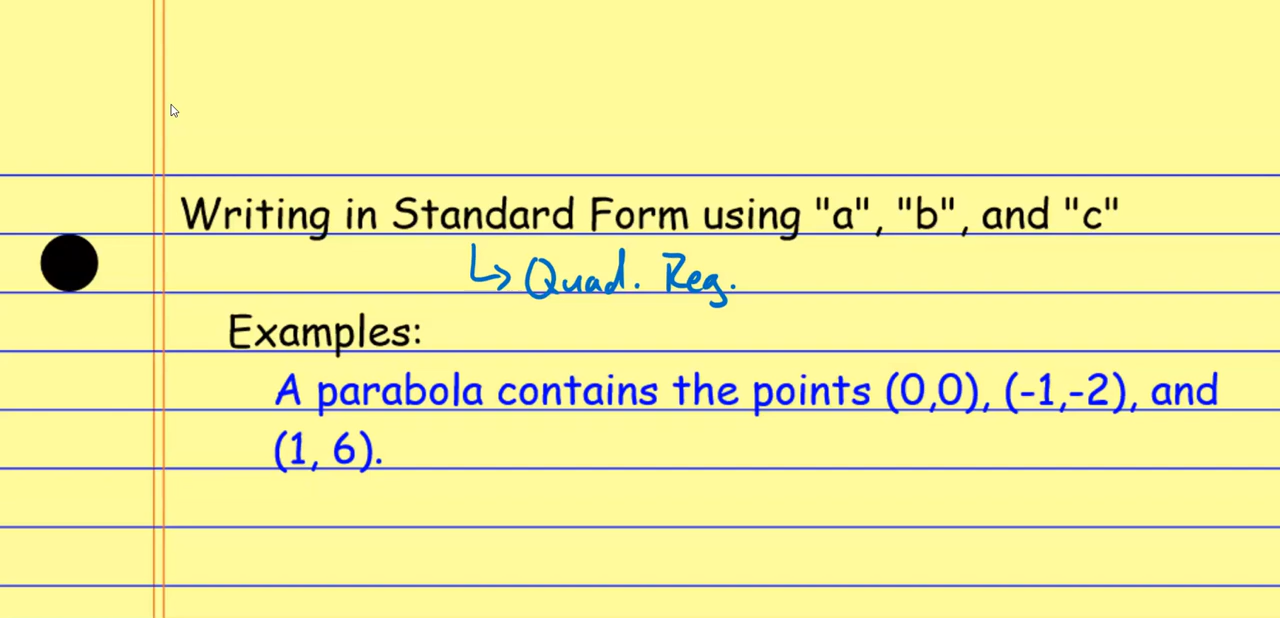 Writing in Standard Form using "a", "b", and "c"
↳ Quad. Reg.
Examples:
A parabola contains the points (0,0), (-1,-2), and
(1, 6).